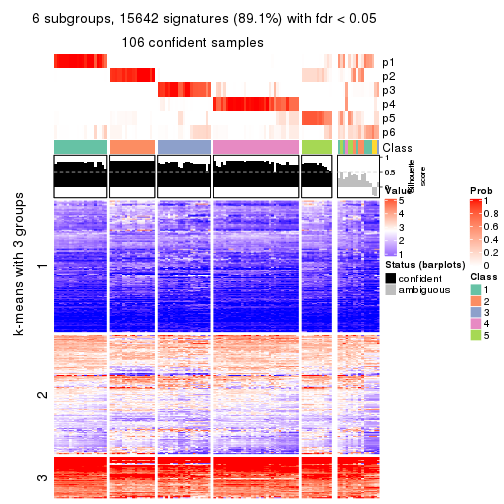 6 subgroups, 15642 signatures (89.1%) with fdr < 0.05
106 confident samples
p1
p2
p3
p4
p5
p6
Class
1
0.5
0
Silhouette
score
k-means with 3 groups
1
2
3
Value
5
4
3
2
1
Status (barplots)
confident
ambiguous
Prob
1
0.8
0.6
0.4
0.2
0
Class
1
2
3
4
5